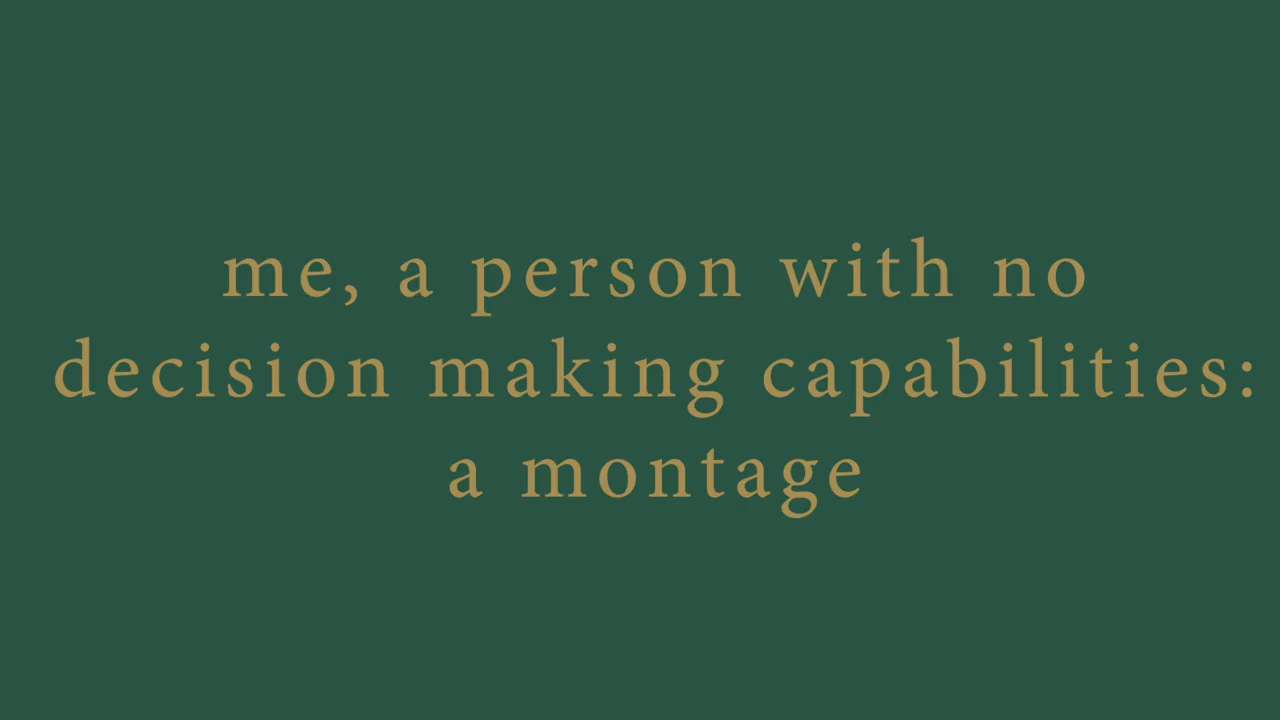 me, a person with no
decision making capabilities:
a montage